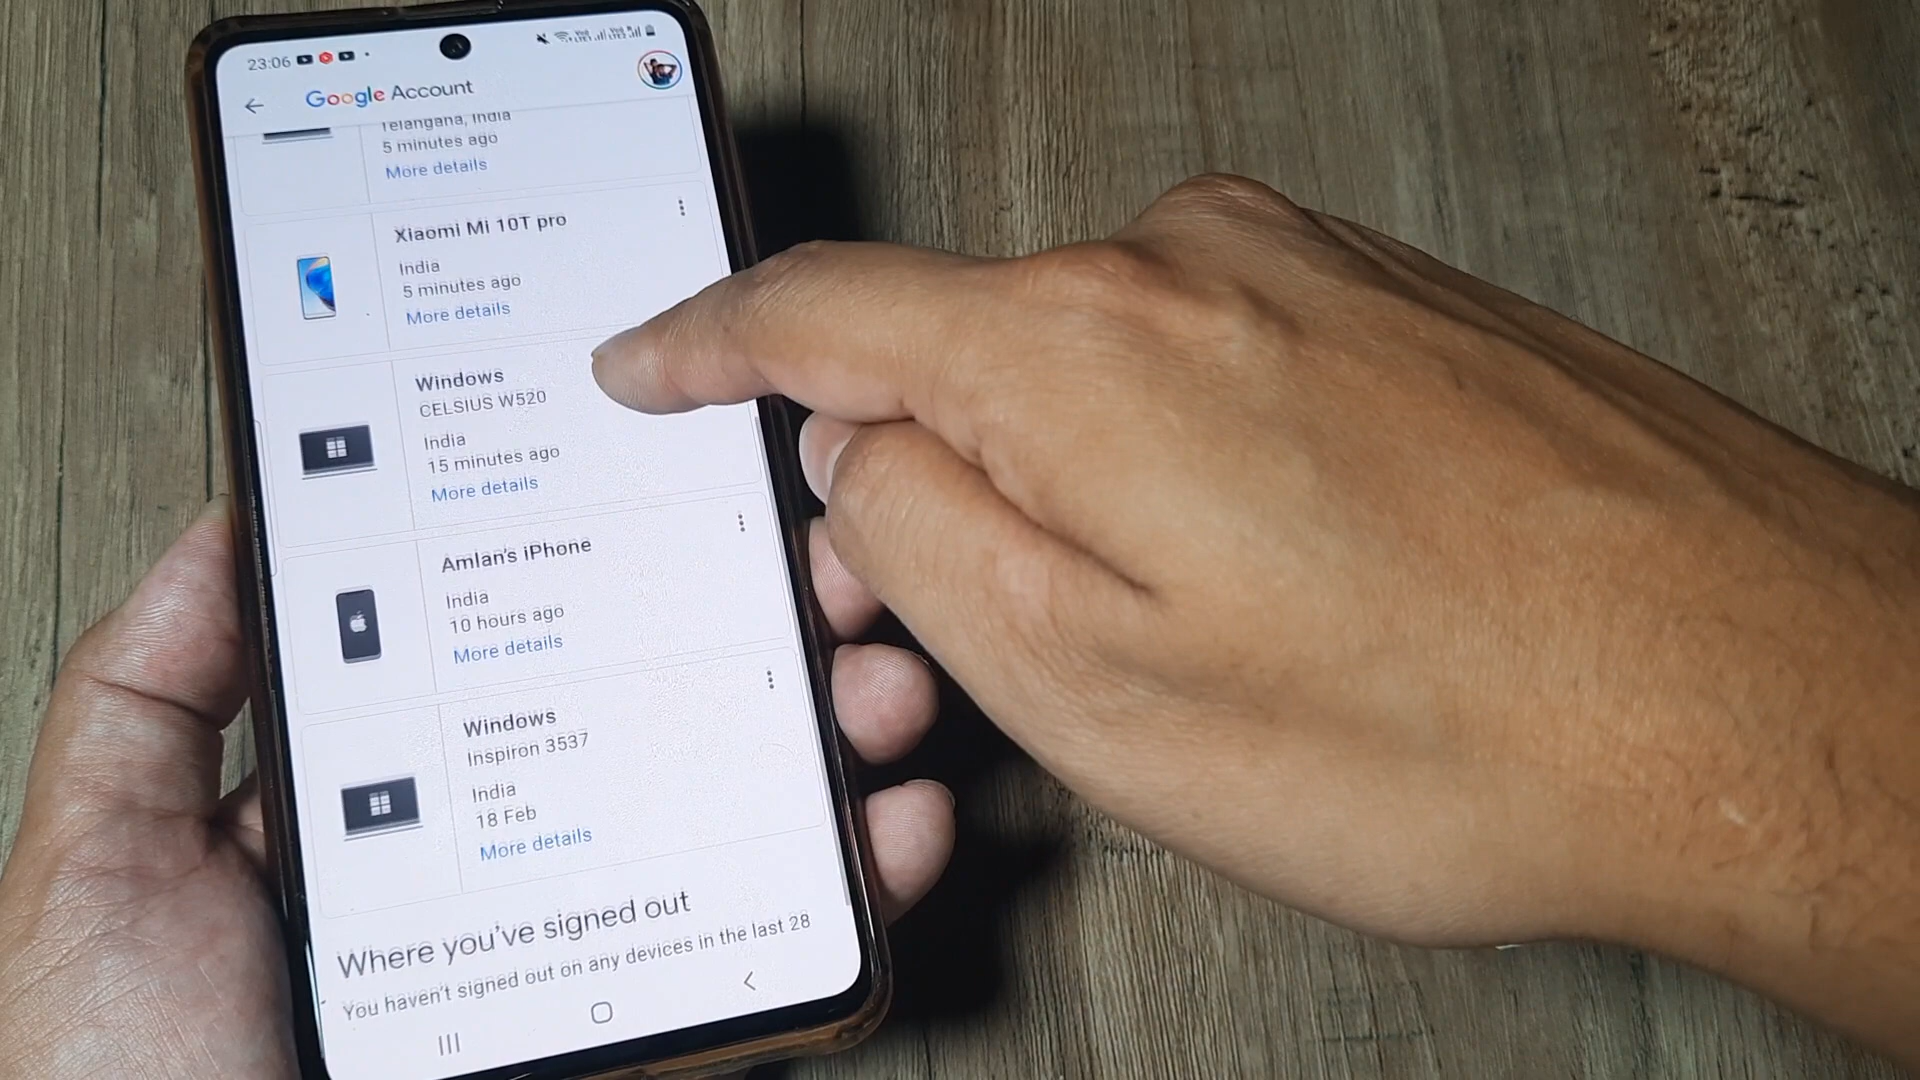 23:06
Google Account
Telangana, India
5 minutes ago
More details
Xiaomi Mi 10T pro
India
5 minutes ago
More details
Windows
CELSIUS W520
India
15 minutes ago
More details
Amlan's iPhone
India
10 hours ago
More details
Windows
Inspiron 3537
India
18 Feb
More details
Where you've signed out
You haven't signed out on any devices in the last 28